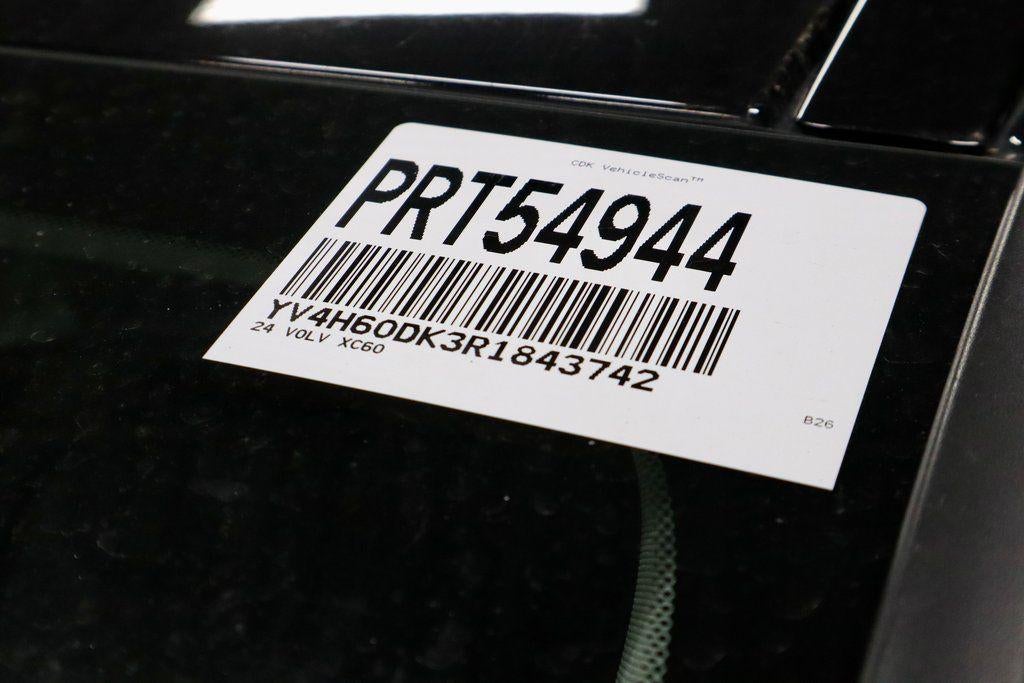 CDK VehicleScan™
PRT54944
YV4H60DK3R1843742
24 VOLV XC60
B26